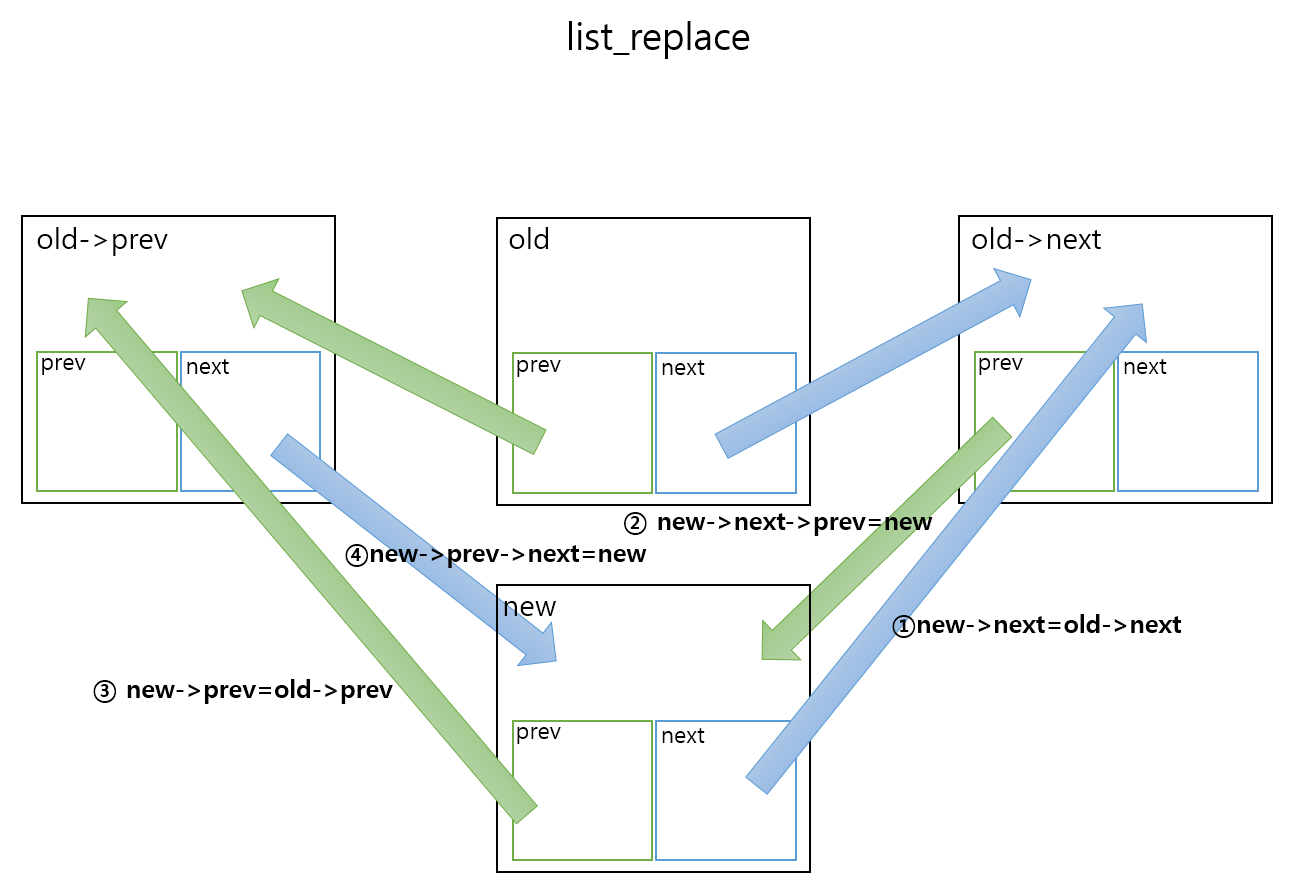 list_replace
old->prev
old
old->next
prev
next
prev
next
prev
next
② new->next->prev=new
④new->prev->next=new
new
①new->next=old->next
③ new->prev=old->prev
prev
next